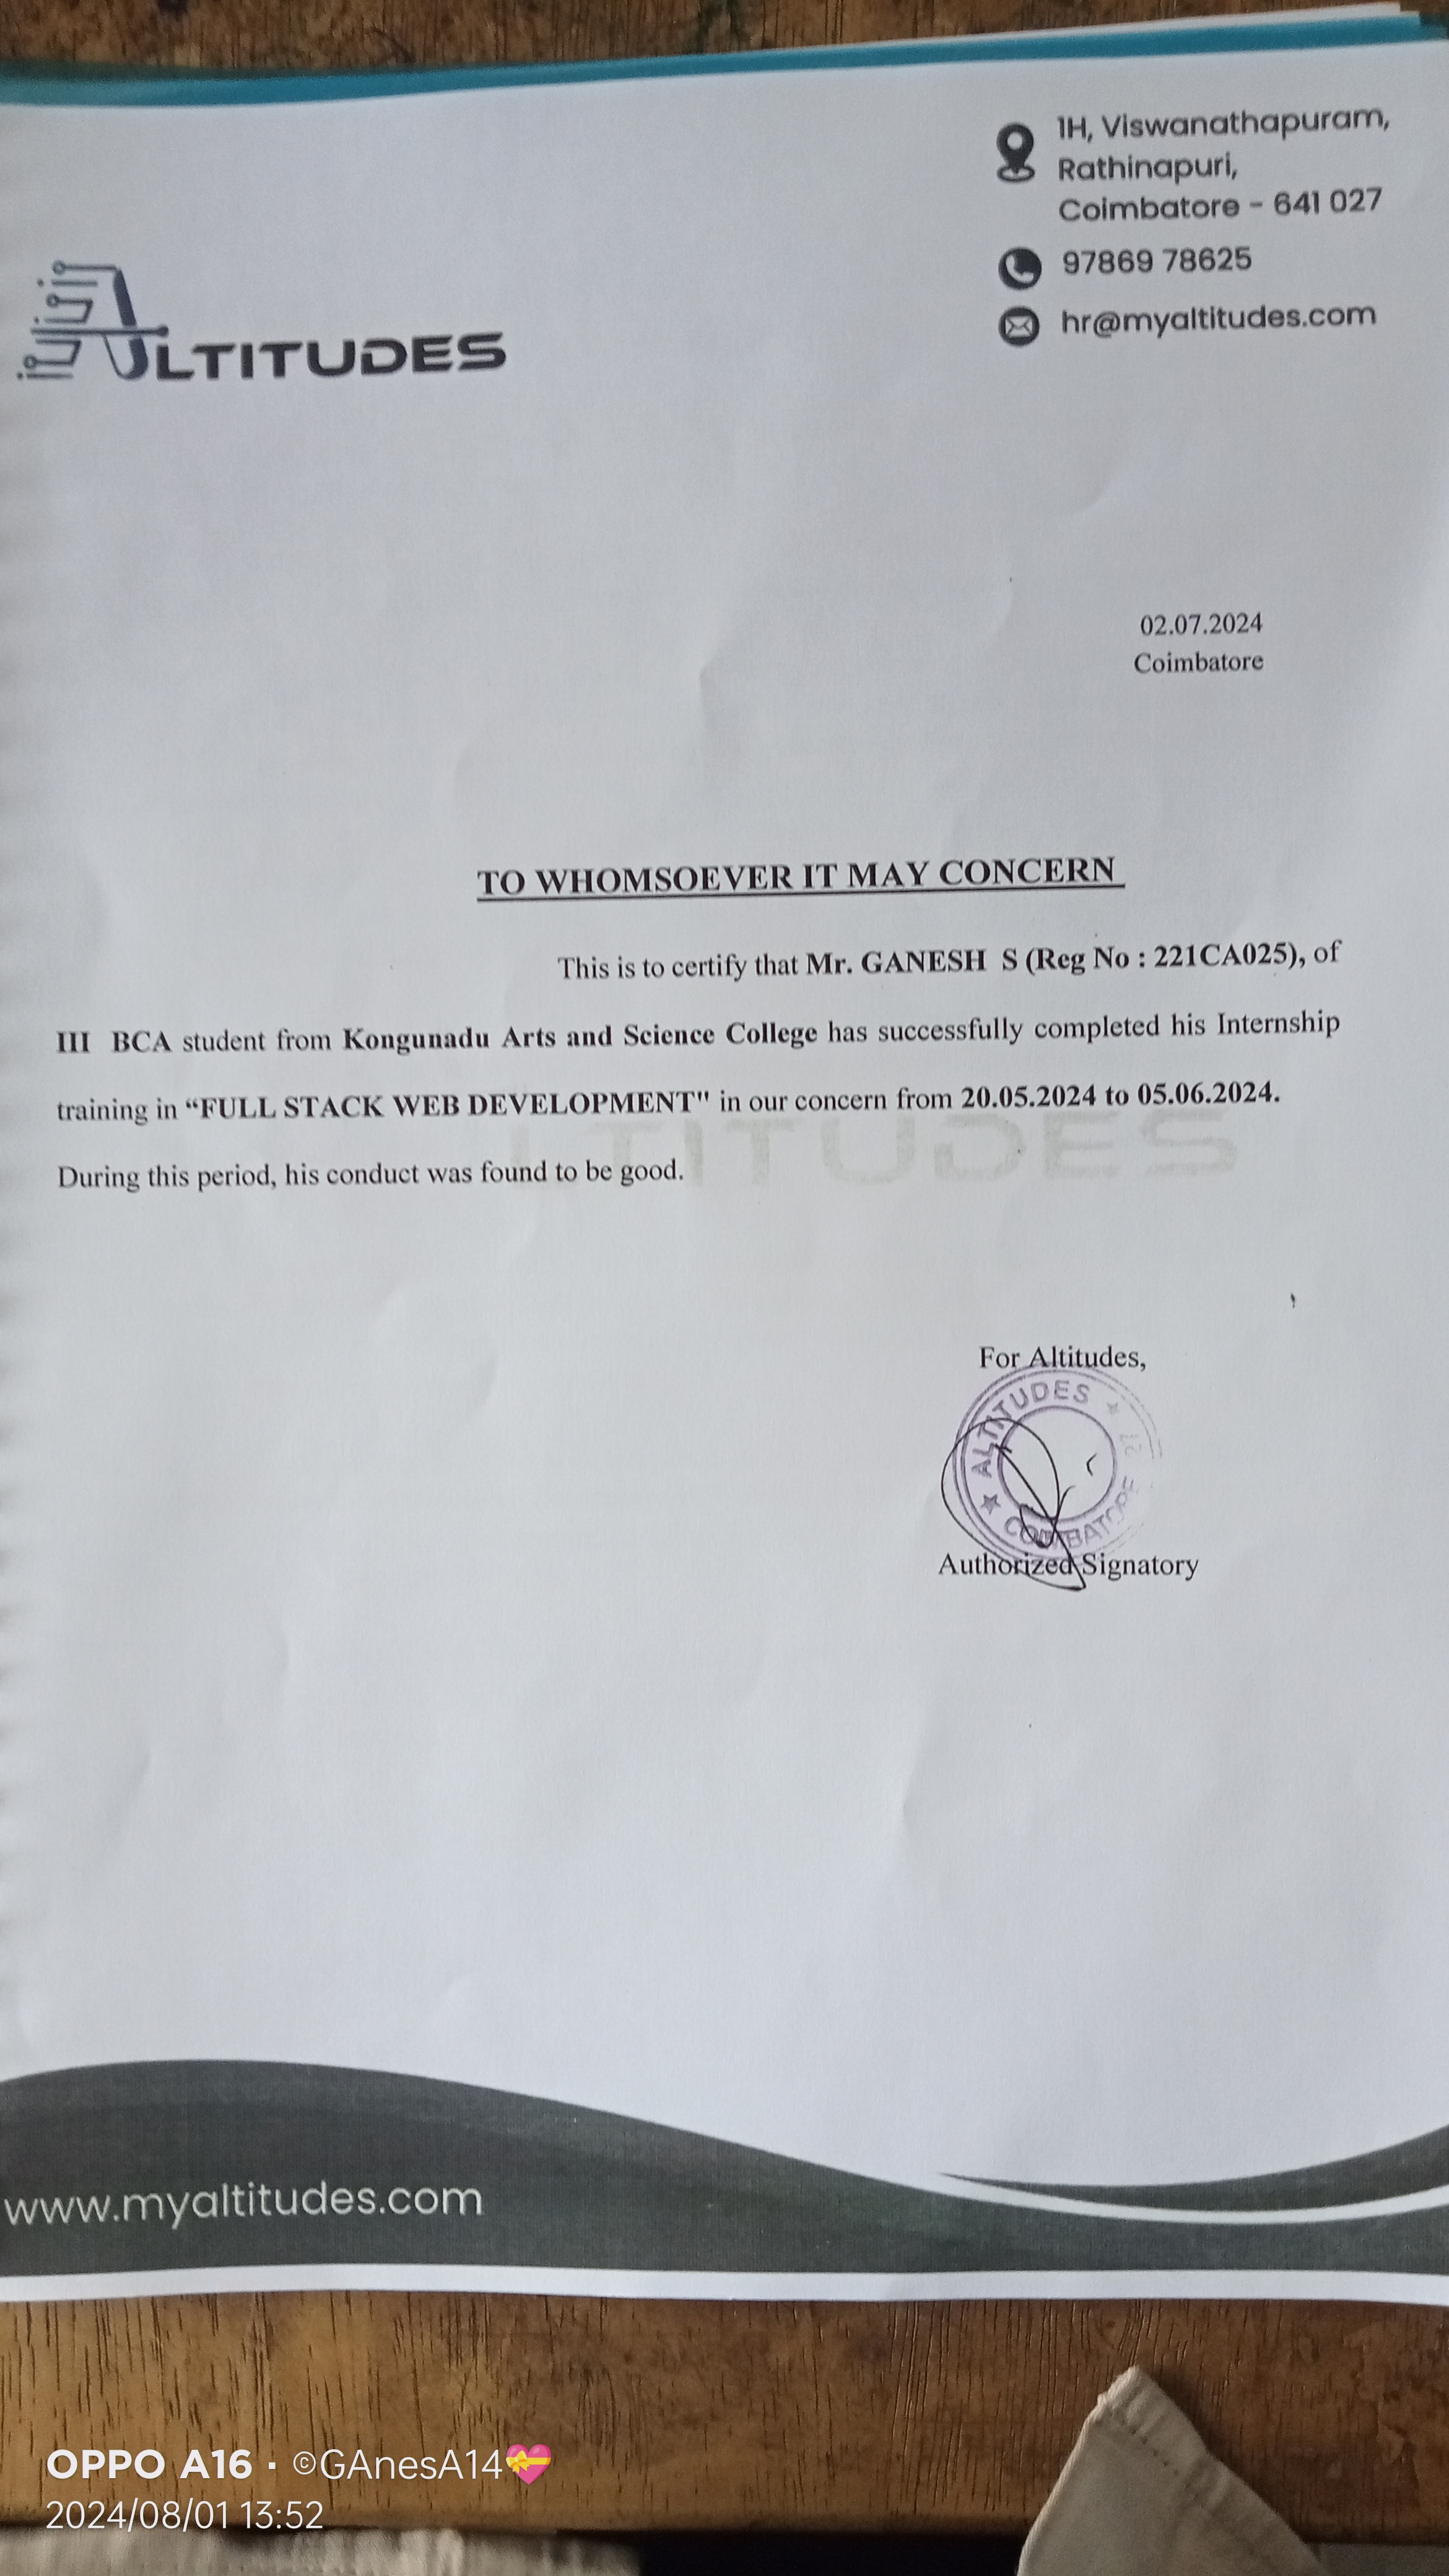 1H, Viswanathapuram,
Rathinapuri,
Coimbatore - 641 027
97869 78625
hr@myaltitudes.com
ALTITUDES
02.07.2024
Coimbatore
TO WHOMSOEVER IT MAY CONCERN
This is to certify that Mr. GANESH S (Reg No : 221CA025), of
III BCA student from Kongunadu Arts and Science College has successfully completed his Internship
training in “FULL STACK WEB DEVELOPMENT" in our concern from 20.05.2024 to 05.06.2024.
LTITUDES
During this period, his conduct was found to be good.
For Altitudes,
ALTITUDES
COIMBATORE
Authorized Signatory
www.myaltitudes.com
OPPO A16 · ©GAnesA14💝
2024/08/01 13:52